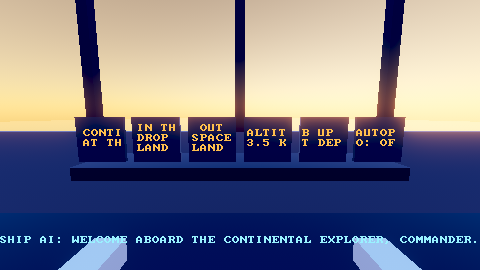 CONTI
AT TH
IN TH
DROP
LAND
OUT
SPACE
LAND
ALTIT
3.5 K
B UP
T DEP
AUTOP
O: OF
SHIP AI: WELCOME ABOARD THE CONTINENTAL EXPLORER, COMMANDER.